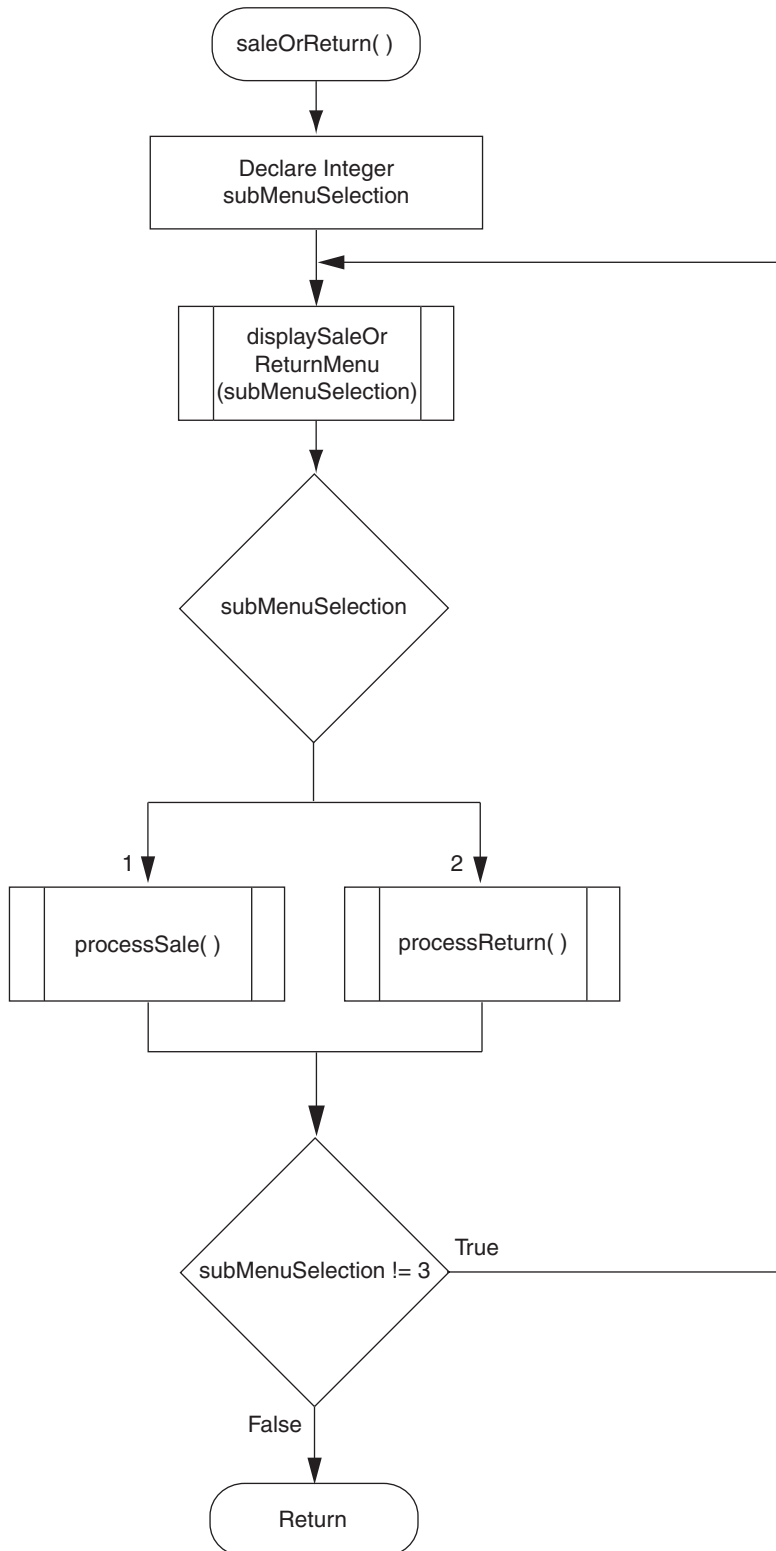 saleOrReturn( )
Declare Integer
subMenuSelection
displaySaleOr
ReturnMenu
(subMenuSelection)
subMenuSelection
1
2
processSale( )
processReturn( )
subMenuSelection != 3
True
False
Return